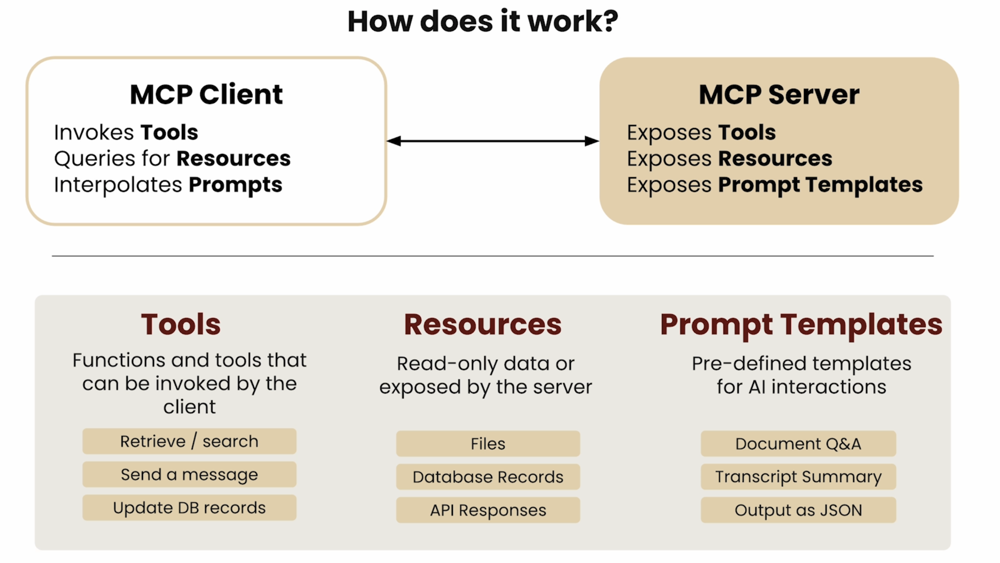 How does it work?
MCP Client
Invokes Tools
Queries for Resources
Interpolates Prompts
MCP Server
Exposes Tools
Exposes Resources
Exposes Prompt Templates
Tools
Functions and tools that
can be invoked by the
client
Retrieve / search
Send a message
Update DB records
Resources
Read-only data or
exposed by the server
Files
Database Records
API Responses
Prompt Templates
Pre-defined templates
for AI interactions
Document Q&A
Transcript Summary
Output as JSON